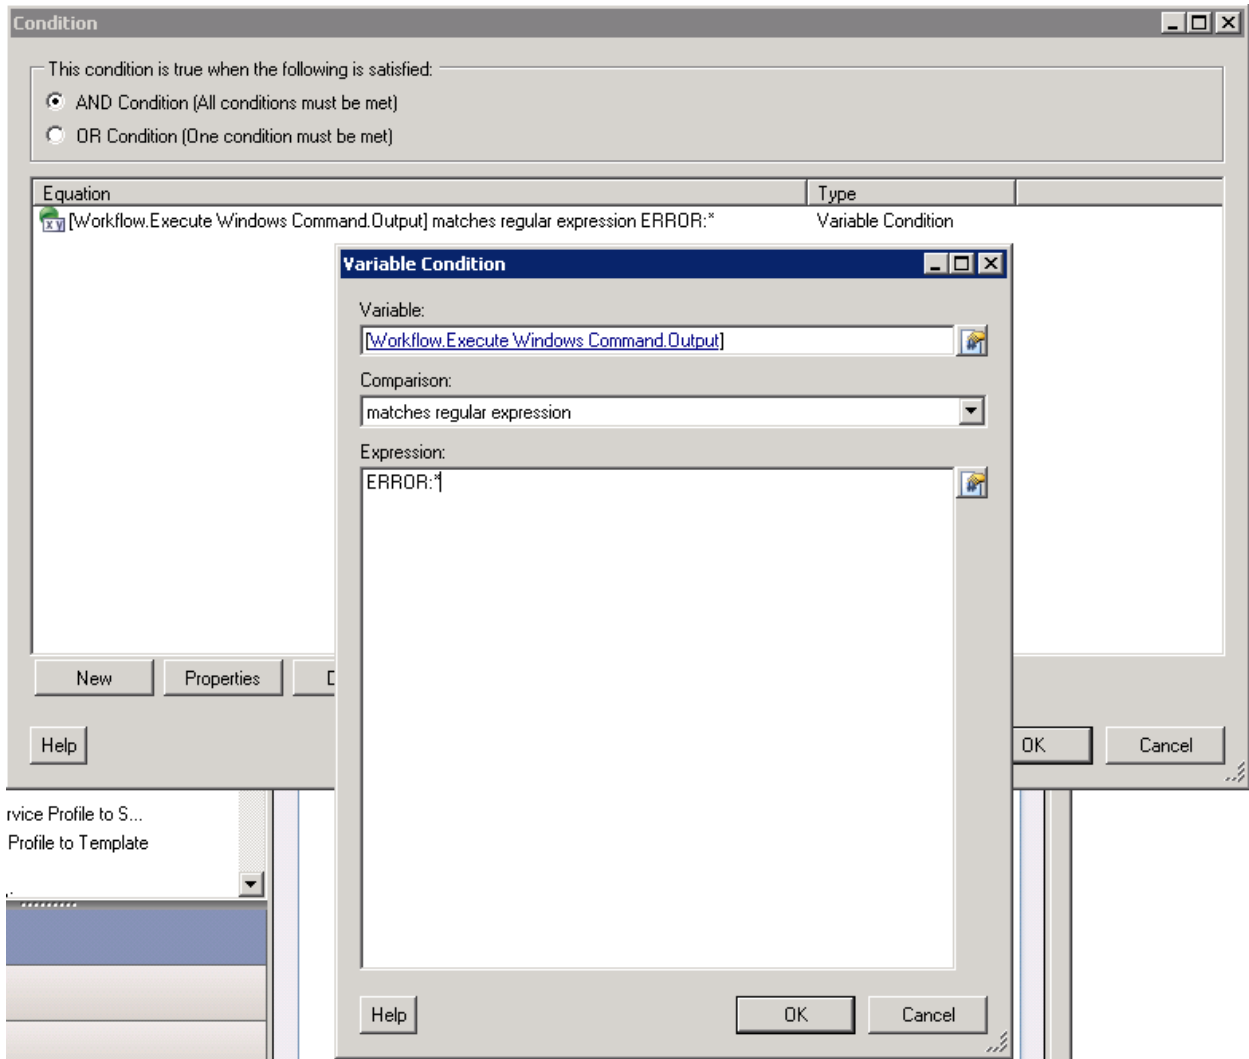 Condition
This condition is true when the following is satisfied:
AND Condition (All conditions must be met)
OR Condition (One condition must be met)
Equation Type
[Workflow.Execute Windows Command.Output] matches regular expression ERROR:* Variable Condition
Variable Condition
Variable:
[Workflow.Execute Windows Command.Output]
Comparison:
matches regular expression
Expression:
ERROR:*
New Properties D
Help OK Cancel
rvice Profile to S...
Profile to Template
Help OK Cancel